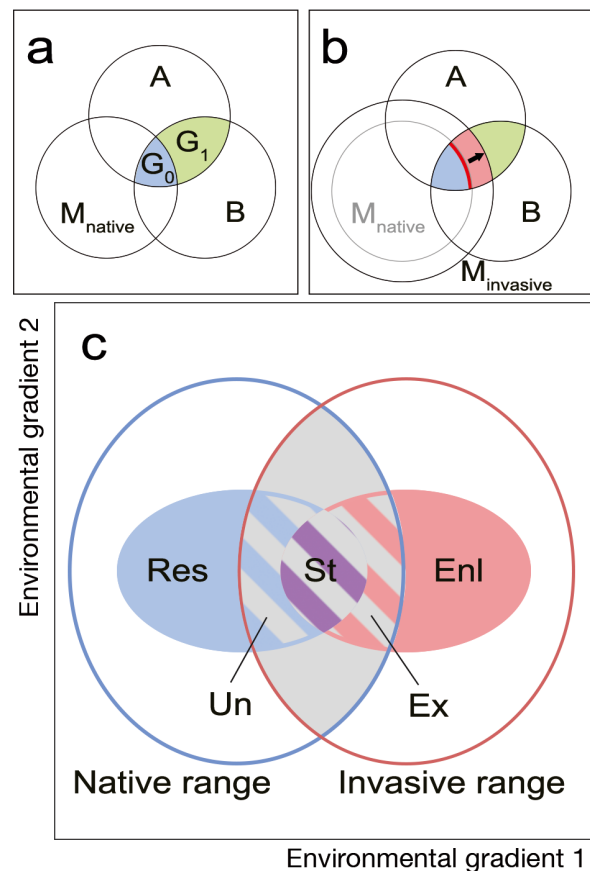 a
A
G0
G1
Mnative
B
b
A
Mnative
B
Minvasive
c
Environmental gradient 2
Res
St
Enl
Un
Ex
Native range
Invasive range
Environmental gradient 1